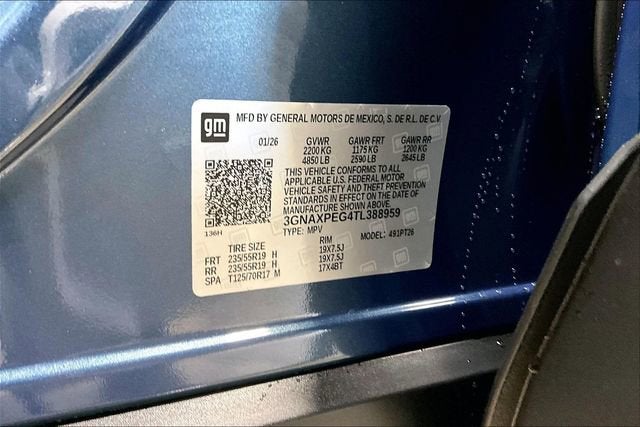 gm
MFD BY GENERAL MOTORS DE MEXICO, S. DE R.L. DE C.V.
01/26 GVWR GAWR FRT GAWR RR
2200 KG 1175 KG 1200 KG
4850 LB 2590 LB 2645 LB
THIS VEHICLE CONFORMS TO ALL
APPLICABLE U.S. FEDERAL MOTOR
VEHICLE SAFETY AND THEFT PREVENTION
STANDARDS IN EFFECT ON THE DATE OF
MANUFACTURE SHOWN ABOVE.
3GNAXPEG4TL388959
136H TYPE: MPV MODEL: 491PT26
TIRE SIZE RIM
FRT 235/55R19 H 19X7.5J
RR 235/55R19 H 19X7.5J
SPA T125/70R17 M 17X4BT